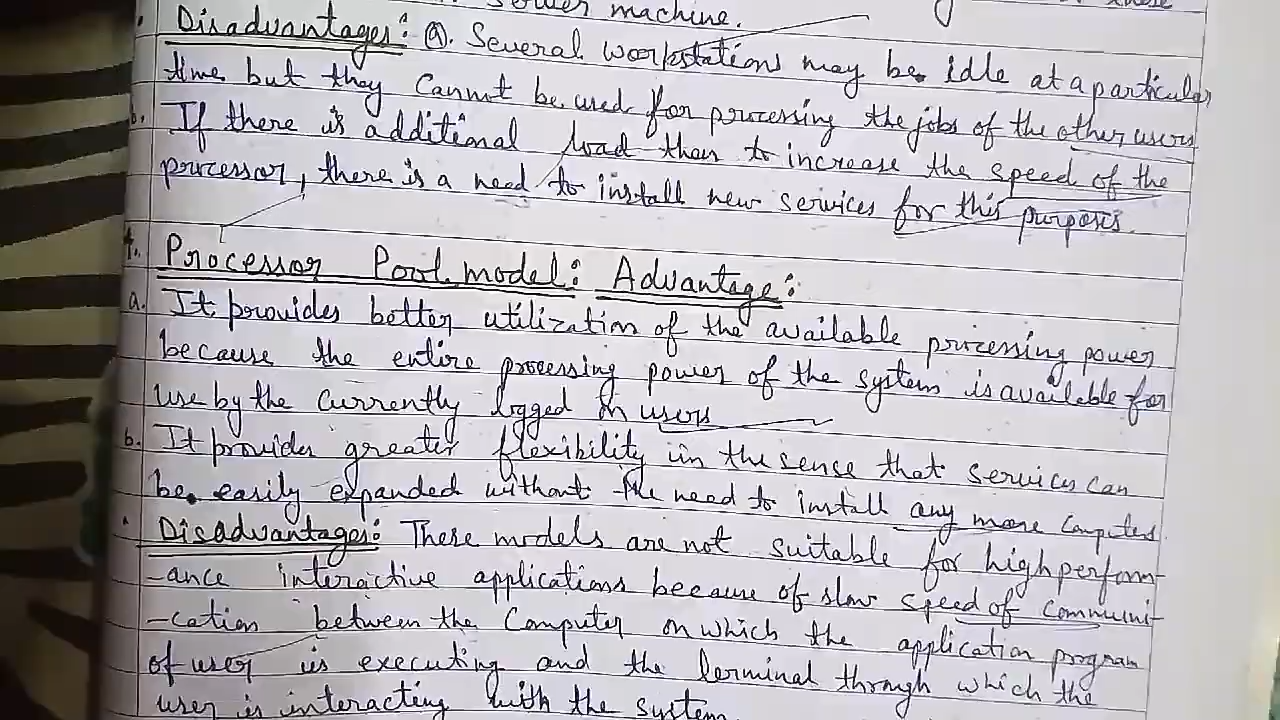 server machine.
Disadvantages: a. Several workstations may be idle at a particular
time but they Cannot be used for processing the jobs of the other users
b. If there is additional load then to increase the speed of the
processor, there is a need to install new services for this purposes.
4. Processor Pool model: Advantage:
a. It provides better utilization of the available processing power
because the entire processing power of the system is available for
use by the currently logged on users
b. It provides greater flexibility in the sense that services can
be easily expanded without the need to install any more Computers
Disadvantages: These models are not suitable for high perform-
-ance interactive applications because of slow speed of communi-
-cation between the Computer on which the application program
of user is executing and the terminal through which the
user is interacting with the system.